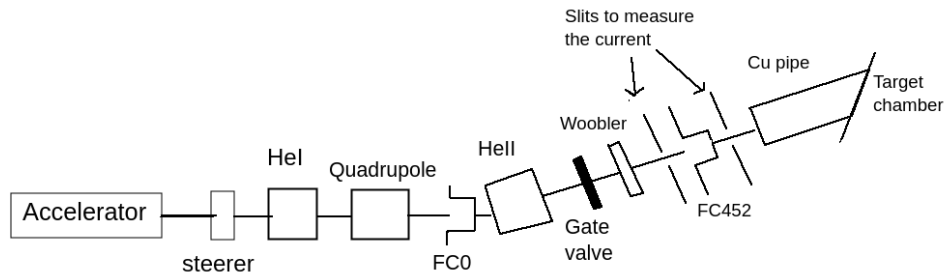 Slits to measure
the current
Cu pipe
Target
chamber
Woobler
HeII
HeI
Quadrupole
Accelerator
FC452
Gate
valve
steerer
FC0